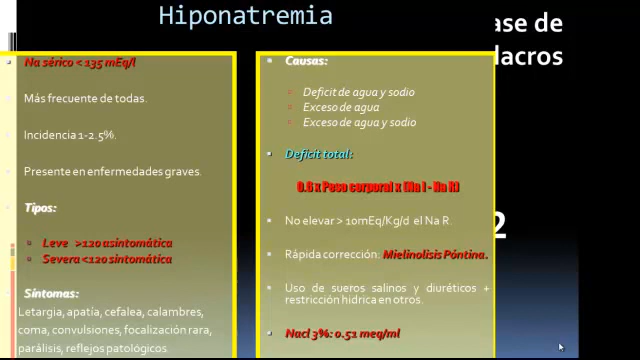 Hiponatremia
ase de
lacros
2
Na sérico < 135 mEq/l
Más frecuente de todas.
Incidencia 1-2.5%.
Presente en enfermedades graves.
Tipos:
Leve >120 asintomática
Severa <120 sintomática
Síntomas:
Letargia, apatía, cefalea, calambres,
coma, convulsiones, focalización rara,
parálisis, reflejos patológicos.
Causas:
Deficit de agua y sodio
Exceso de agua
Exceso de agua y sodio
Déficit total:
0.6 x Peso corporal x (Na I - Na R)
No elevar > 10mEq/Kg/d el Na R.
Rápida corrección. Mielinolisis Póntina.
Uso de sueros salinos y diuréticos +
restricción hídrica en otros.
Nacl 3%: 0.51 meq/ml